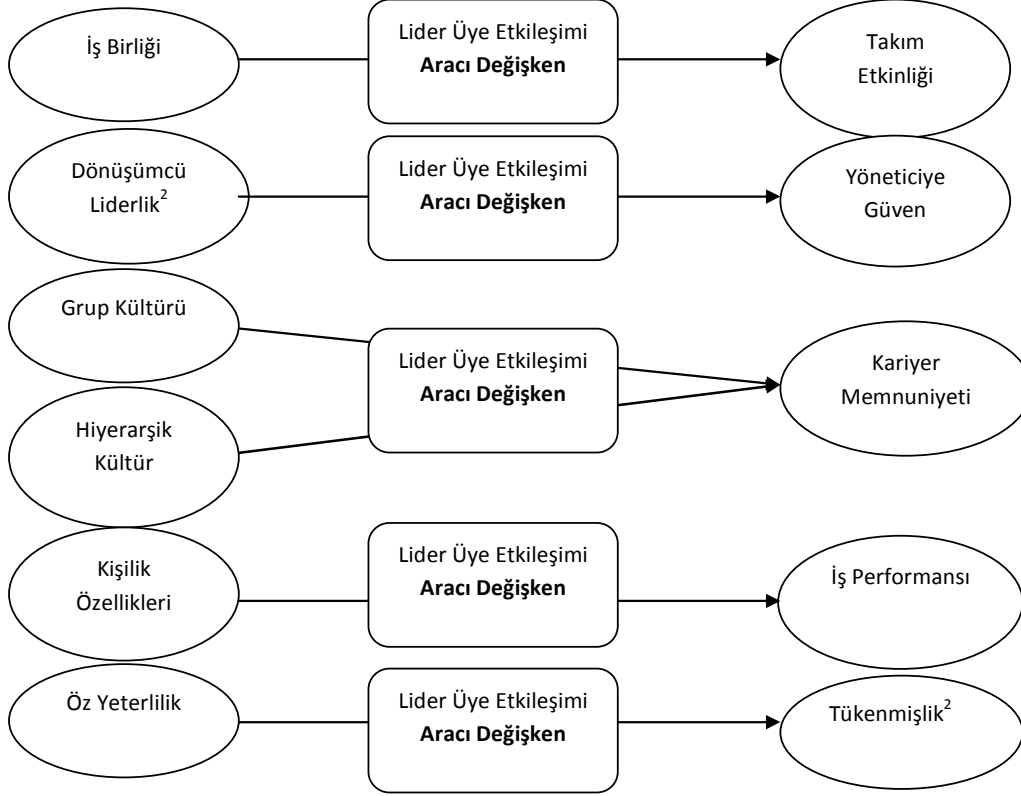 İş Birliği
Lider Üye Etkileşimi
Aracı Değişken
Takım
Etkinliği
Dönüşümcü
Liderlik²
Lider Üye Etkileşimi
Aracı Değişken
Yöneticiye
Güven
Grup Kültürü
Hiyerarşik
Kültür
Lider Üye Etkileşimi
Aracı Değişken
Kariyer
Memnuniyeti
Kişilik
Özellikleri
Lider Üye Etkileşimi
Aracı Değişken
İş Performansı
Öz Yeterlilik
Lider Üye Etkileşimi
Aracı Değişken
Tükenmişlik²